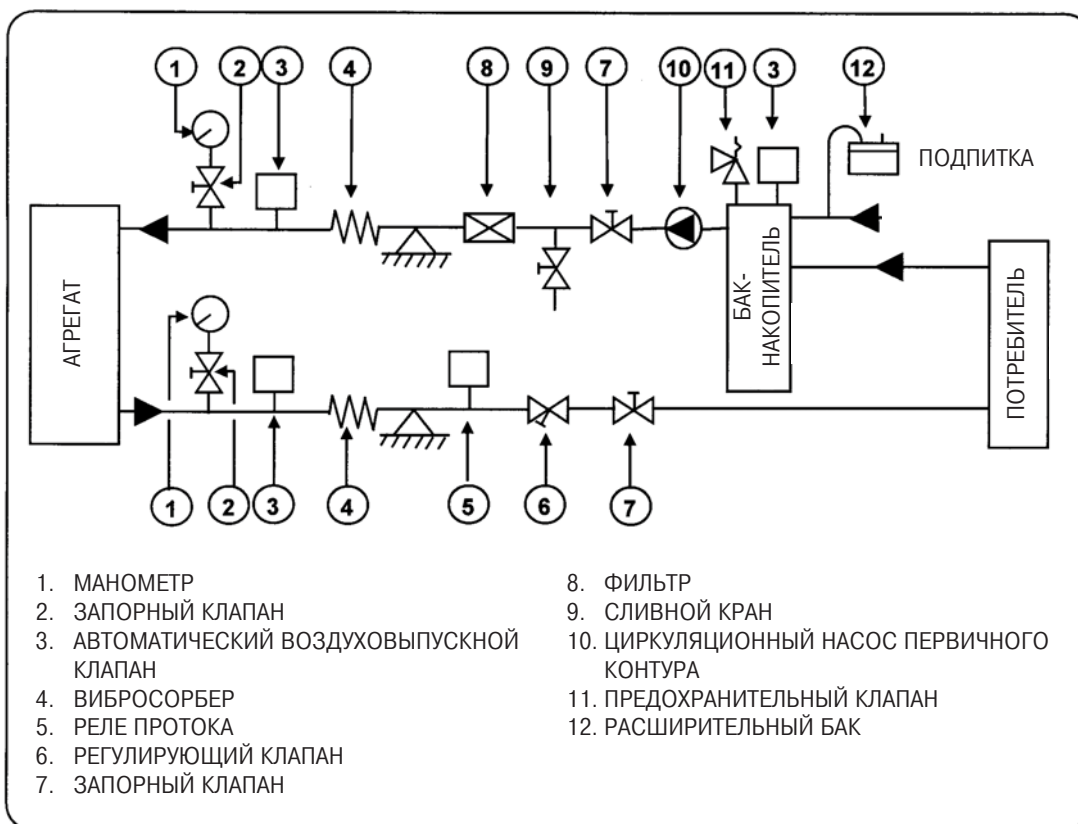 1 2 3 4 8 9 7 10 11 3 12
ПОДПИТКА
АГРЕГАТ
БАК-
НАКОПИТЕЛЬ
ПОТРЕБИТЕЛЬ
1 2 3 4 5 6 7
1. МАНОМЕТР
2. ЗАПОРНЫЙ КЛАПАН
3. АВТОМАТИЧЕСКИЙ ВОЗДУХОВЫПУСКНОЙ
КЛАПАН
4. ВИБРОСОРБЕР
5. РЕЛЕ ПРОТОКА
6. РЕГУЛИРУЮЩИЙ КЛАПАН
7. ЗАПОРНЫЙ КЛАПАН
8. ФИЛЬТР
9. СЛИВНОЙ КРАН
10. ЦИРКУЛЯЦИОННЫЙ НАСОС ПЕРВИЧНОГО
КОНТУРА
11. ПРЕДОХРАНИТЕЛЬНЫЙ КЛАПАН
12. РАСШИРИТЕЛЬНЫЙ БАК